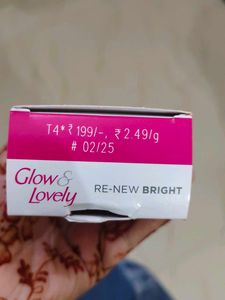 T4* ₹ 199/-, ₹ 2.49/g
# 02/25
Glow &
Lovely
RE-NEW BRIGHT